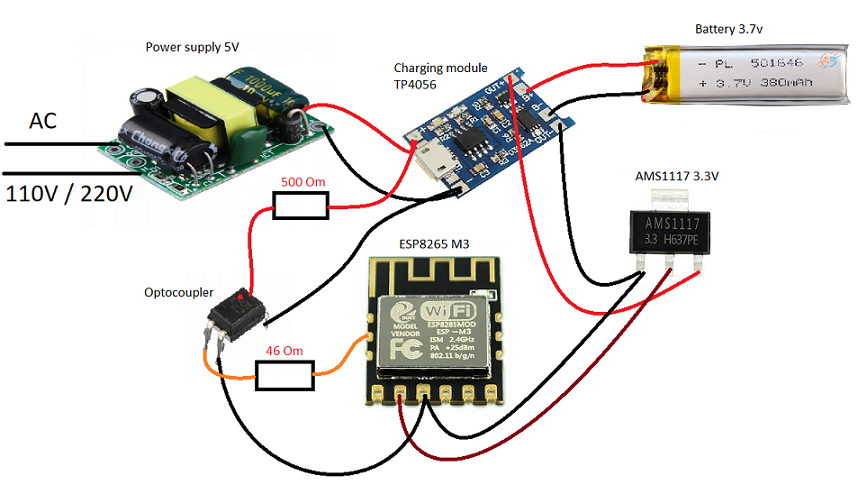 Battery 3.7v
Power supply 5V
Charging module
TP4056
- PL 501646
+ 3.7V 380mAh
AC
110V / 220V
500 Om
OUT+
B+
B-
OUT-
AMS1117 3.3V
AMS1117
3.3 H637PE
ESP8265 M3
Optocoupler
WiFi
MODEL
VENDOR
ESP8285MOD
ESP-M3
ISM 2.4GHz
PA +25dBm
802.11 b/g/n
FC
46 Om